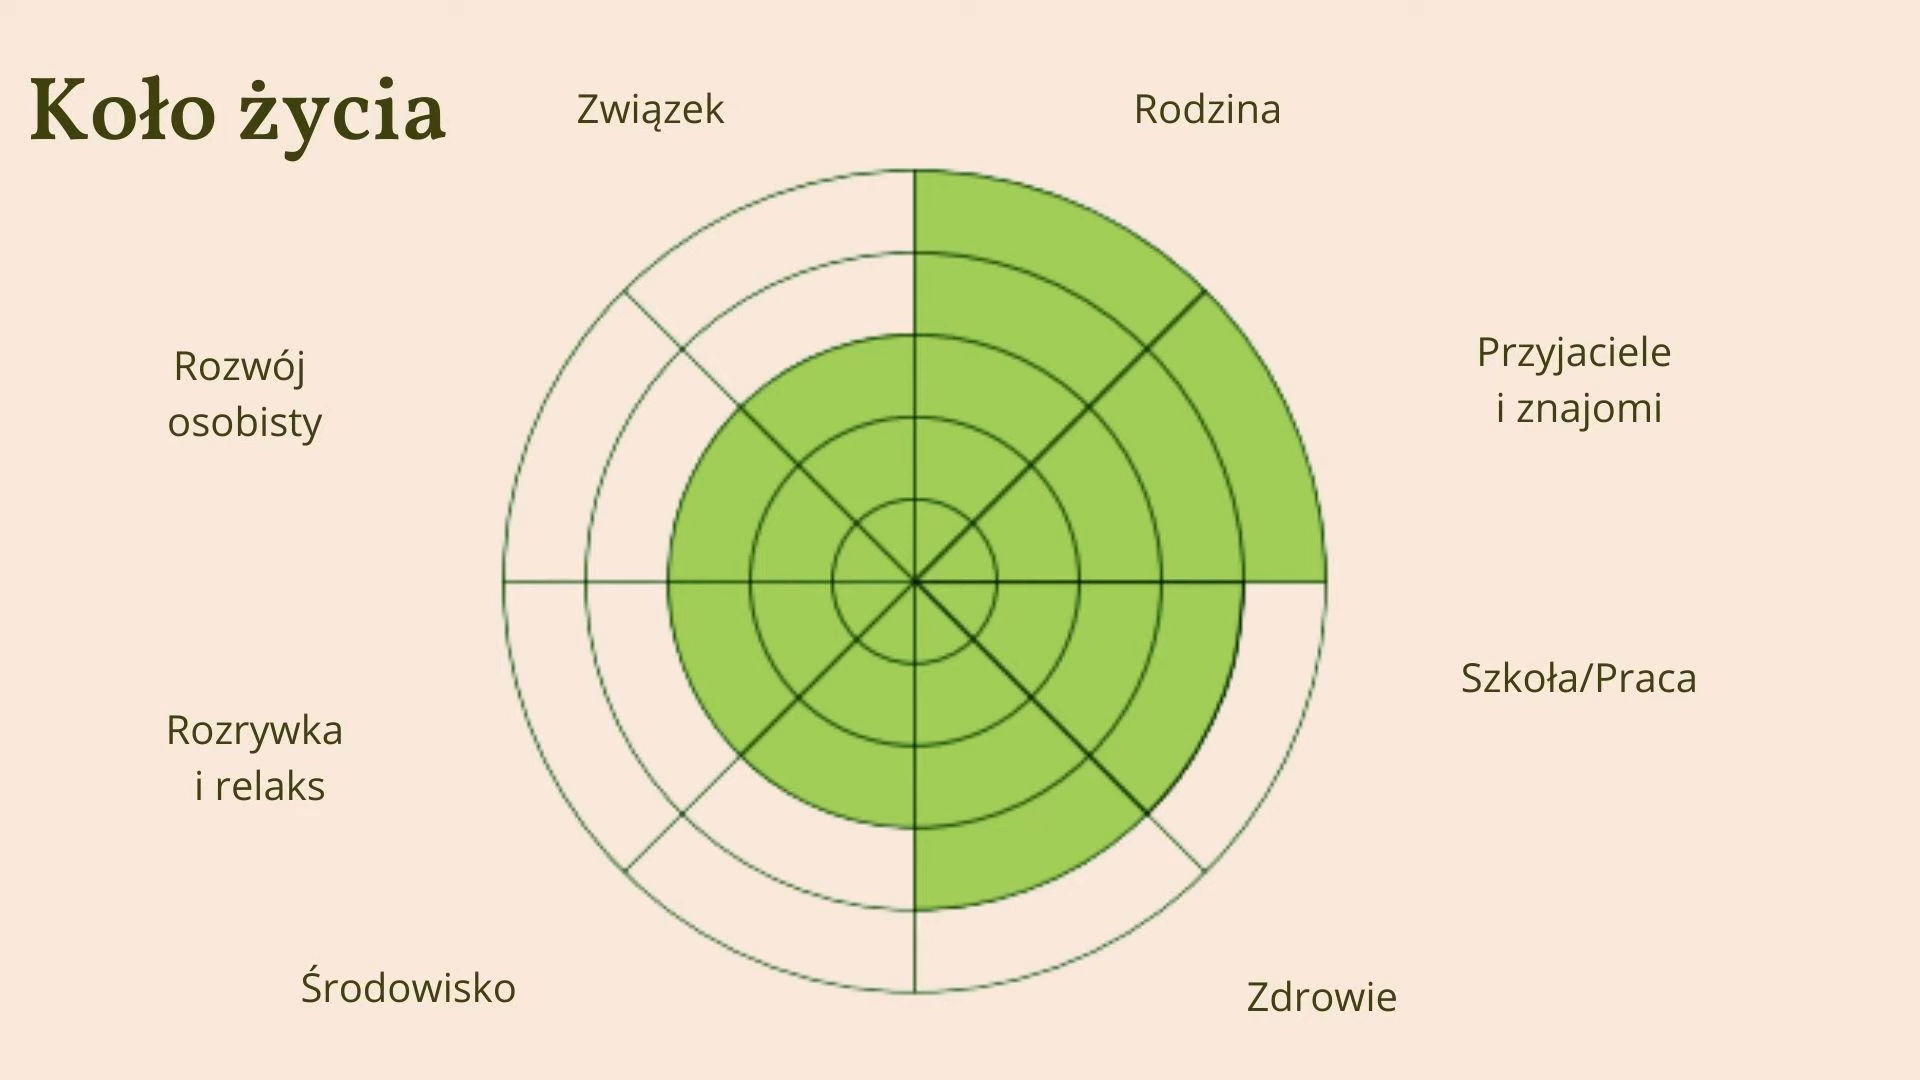 Koło życia
Związek
Rodzina
Rozwój
osobisty
Przyjaciele
i znajomi
Szkoła/Praca
Rozrywka
i relaks
Środowisko
Zdrowie